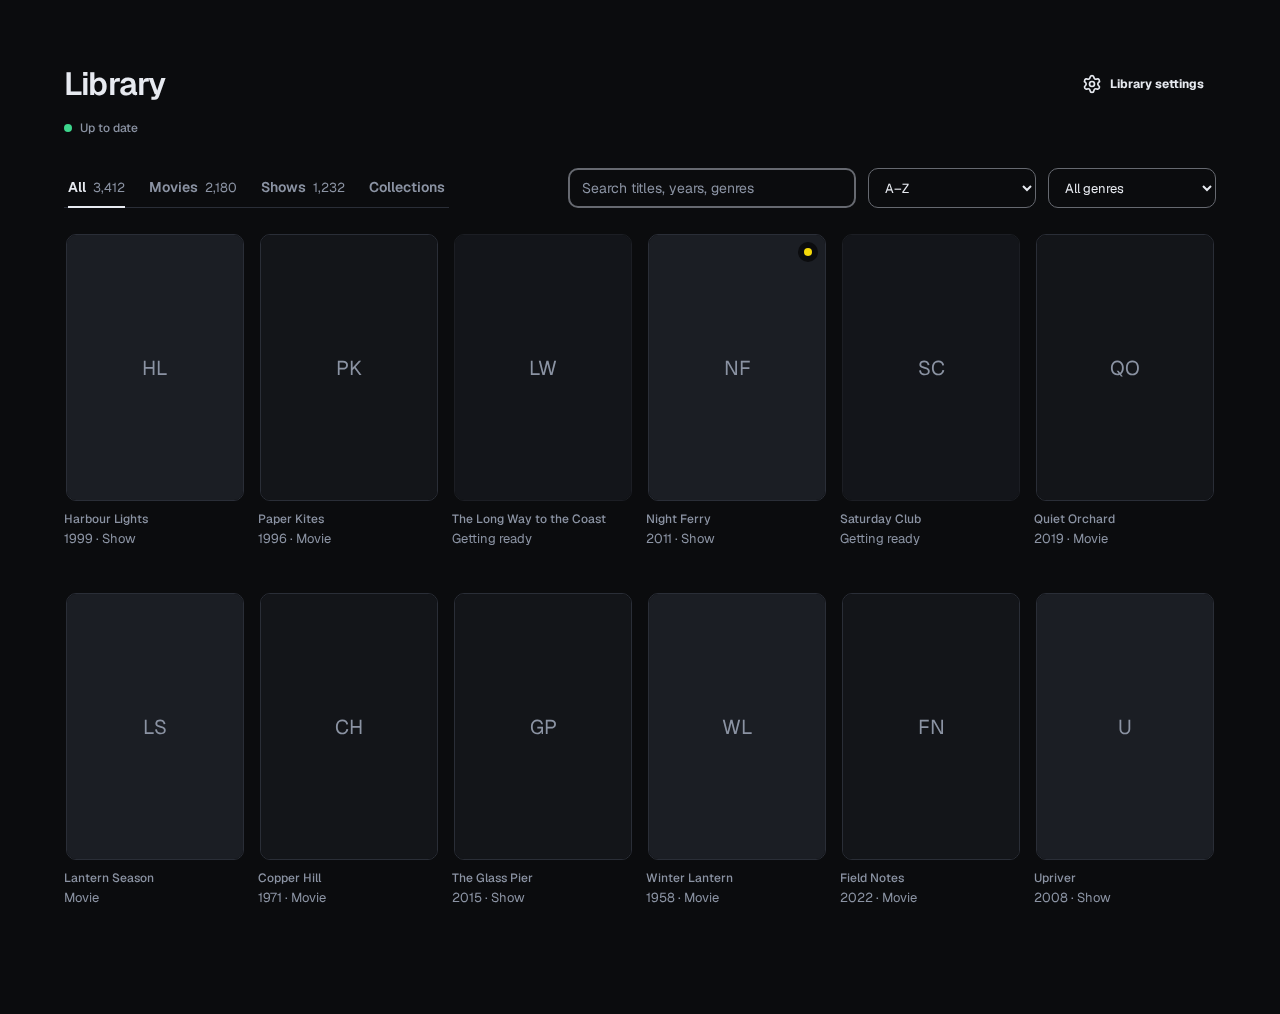 Library
Library settings
Up to date
All 3,412 Movies 2,180 Shows 1,232 Collections
Search titles, years, genres
A–Z
All genres
HL
PK
LW
NF
SC
QO
Harbour Lights
1999 · Show
Paper Kites
1996 · Movie
The Long Way to the Coast
Getting ready
Night Ferry
2011 · Show
Saturday Club
Getting ready
Quiet Orchard
2019 · Movie
LS
CH
GP
WL
FN
U
Lantern Season
Movie
Copper Hill
1971 · Movie
The Glass Pier
2015 · Show
Winter Lantern
1958 · Movie
Field Notes
2022 · Movie
Upriver
2008 · Show